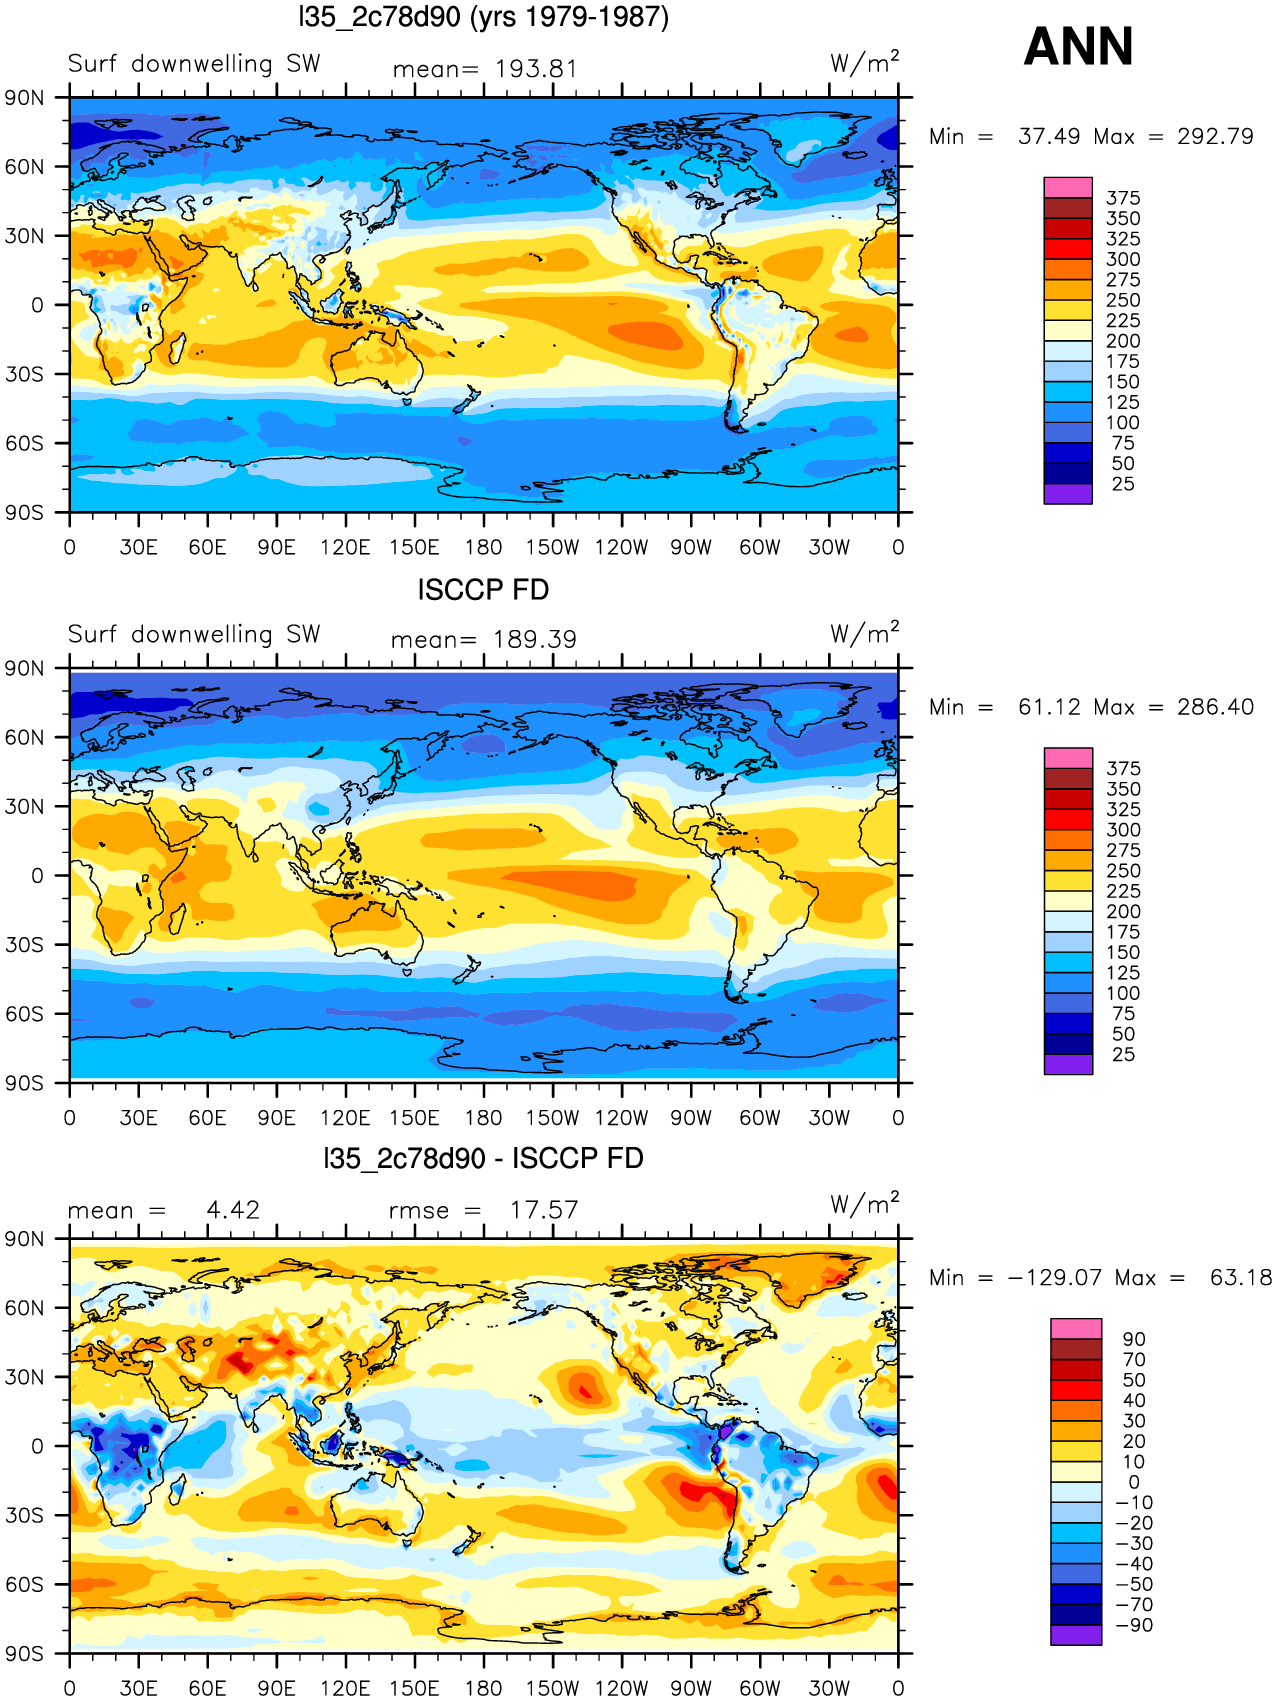 l35_2c78d90 (yrs 1979-1987)
ANN
Surf downwelling SW mean= 193.81 W/m²
Min = 37.49 Max = 292.79
90N
60N
30N
0
30S
60S
90S
0 30E 60E 90E 120E 150E 180 150W 120W 90W 60W 30W 0
375
350
325
300
275
250
225
200
175
150
125
100
75
50
25
ISCCP FD
Surf downwelling SW mean= 189.39 W/m²
Min = 61.12 Max = 286.40
90N
60N
30N
0
30S
60S
90S
0 30E 60E 90E 120E 150E 180 150W 120W 90W 60W 30W 0
375
350
325
300
275
250
225
200
175
150
125
100
75
50
25
l35_2c78d90 - ISCCP FD
mean = 4.42 rmse = 17.57 W/m²
Min = -129.07 Max = 63.18
90N
60N
30N
0
30S
60S
90S
0 30E 60E 90E 120E 150E 180 150W 120W 90W 60W 30W 0
90
70
50
40
30
20
10
0
-10
-20
-30
-40
-50
-70
-90